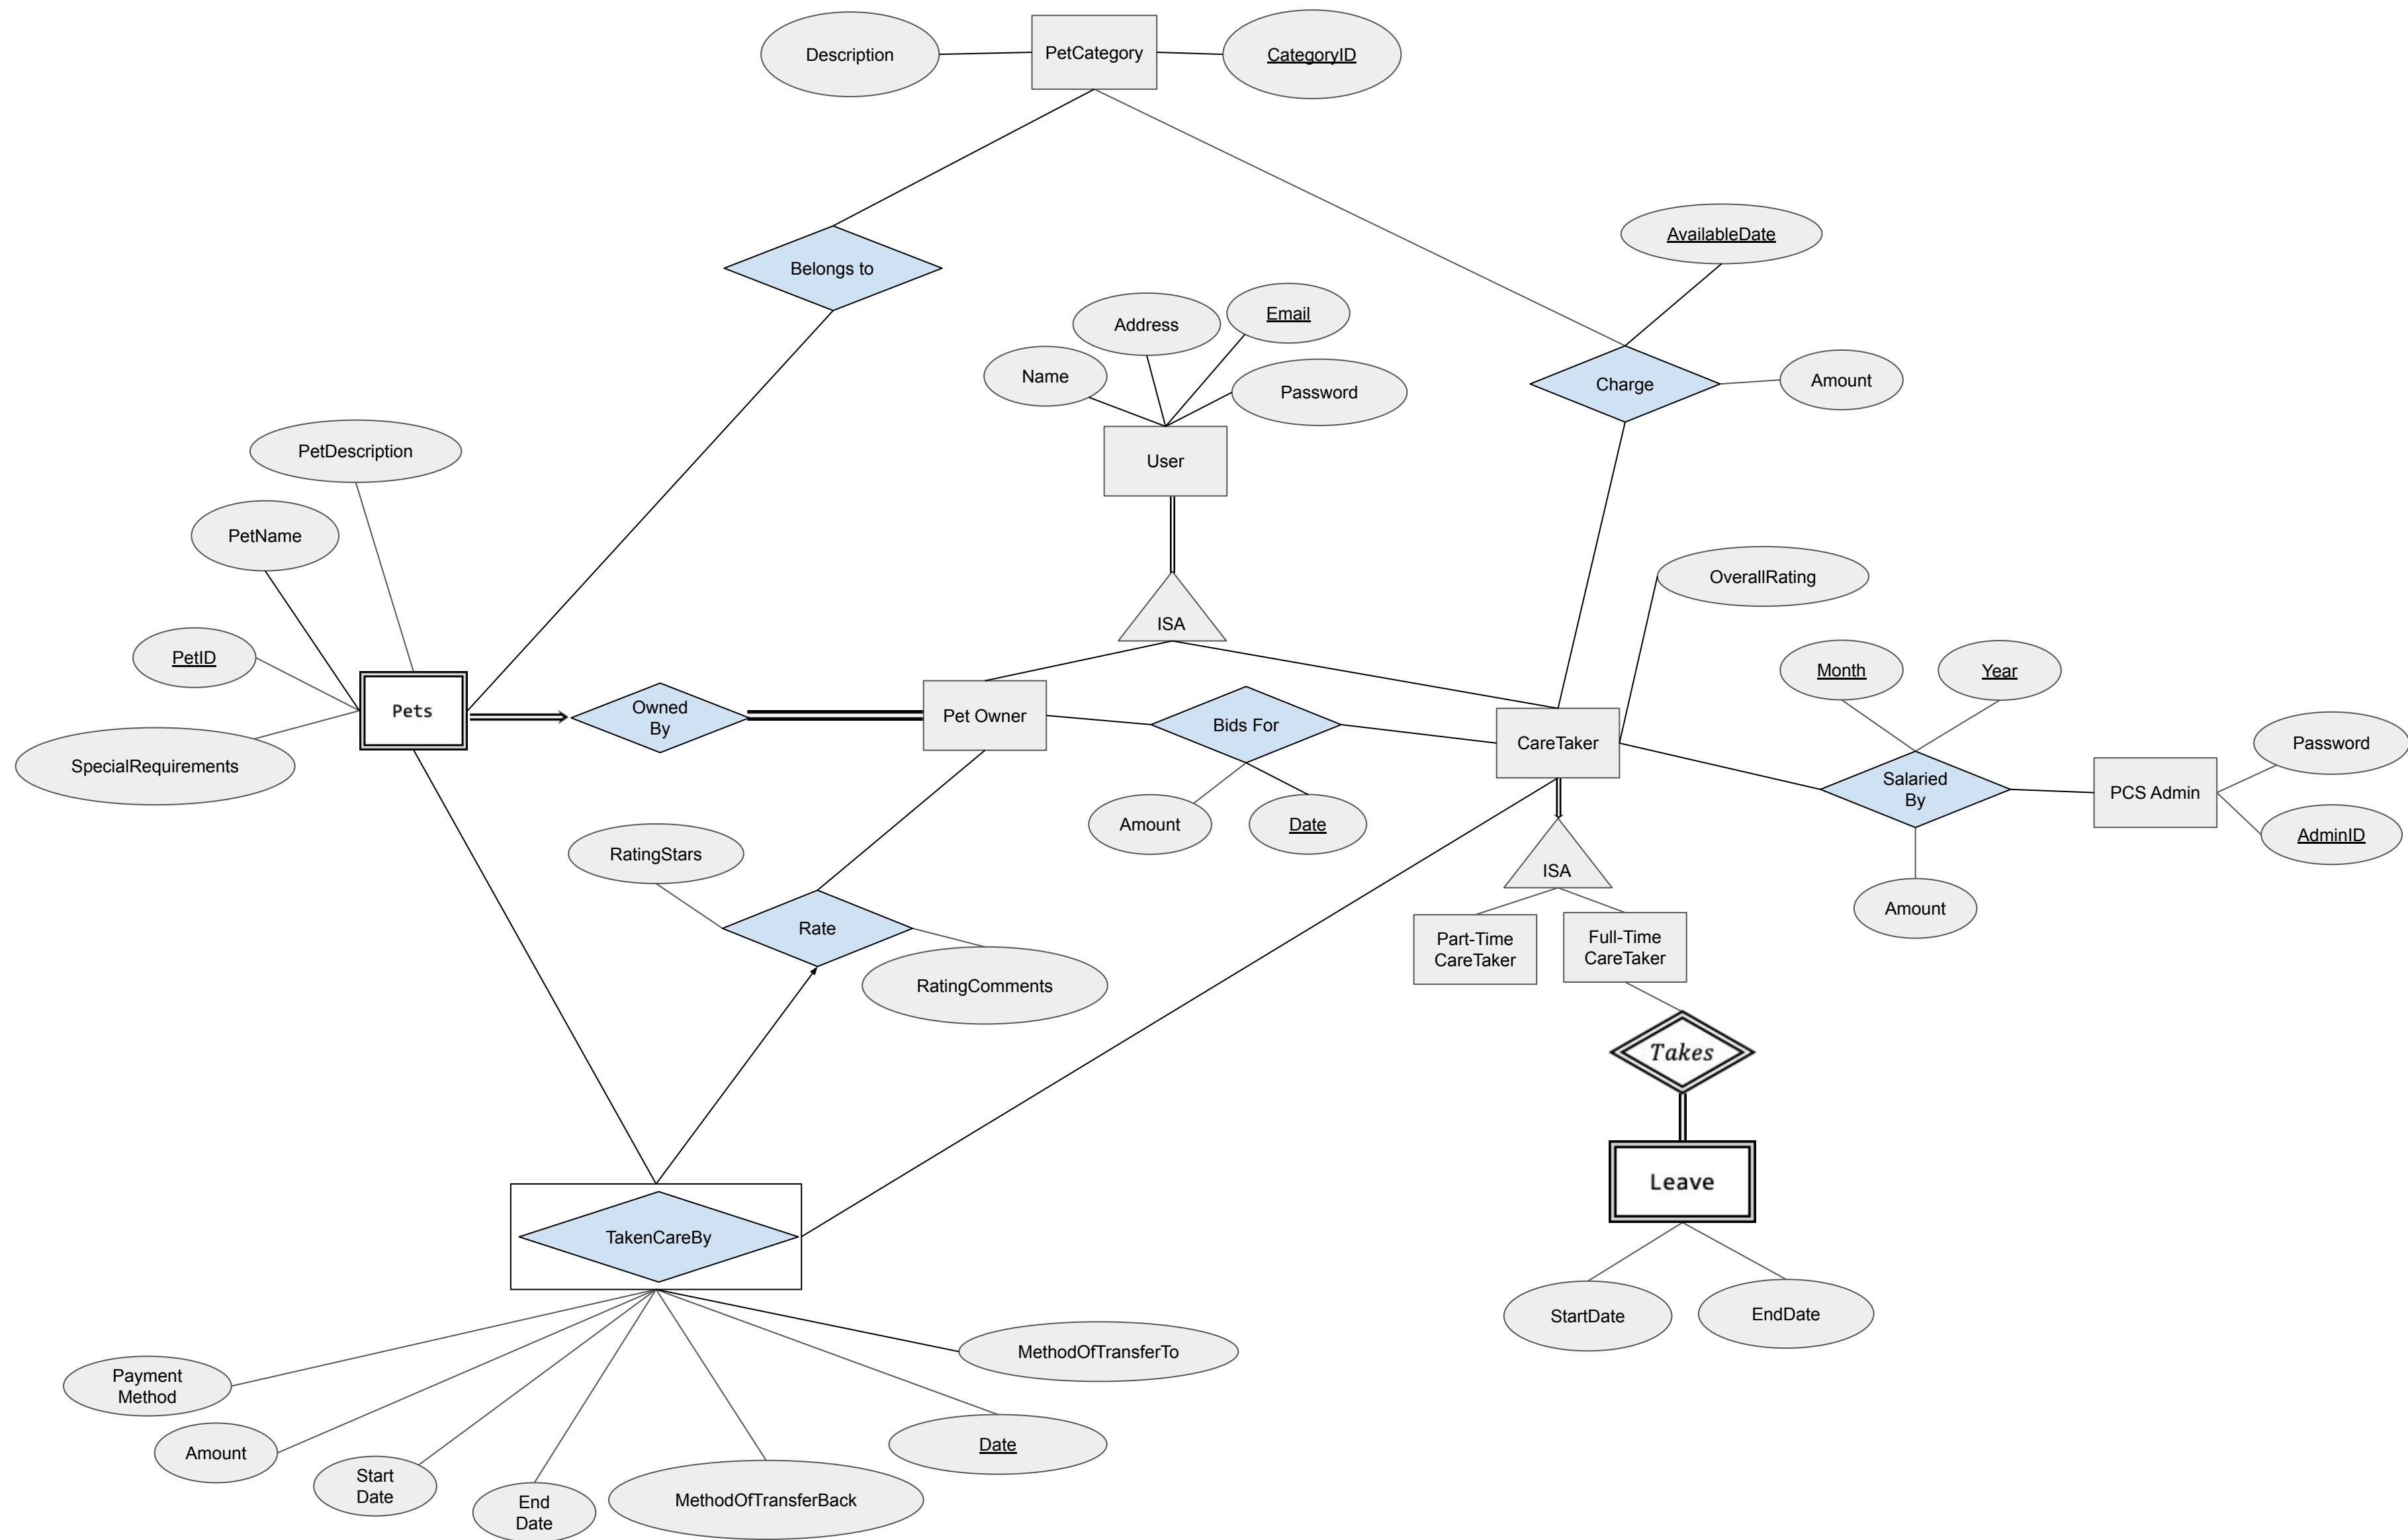 Description
PetCategory
CategoryID
Belongs to
AvailableDate
Address
Email
Name
Password
Charge
Amount
User
PetDescription
PetName
OverallRating
ISA
PetID
Month
Year
Pets
Owned
By
Pet Owner
Bids For
CareTaker
Password
SpecialRequirements
Salaried
By
PCS Admin
Amount
Date
AdminID
RatingStars
ISA
Amount
Rate
Part-Time
CareTaker
Full-Time
CareTaker
RatingComments
Takes
Leave
TakenCareBy
StartDate
EndDate
MethodOfTransferTo
Payment
Method
Date
Amount
Start
Date
End
Date
MethodOfTransferBack